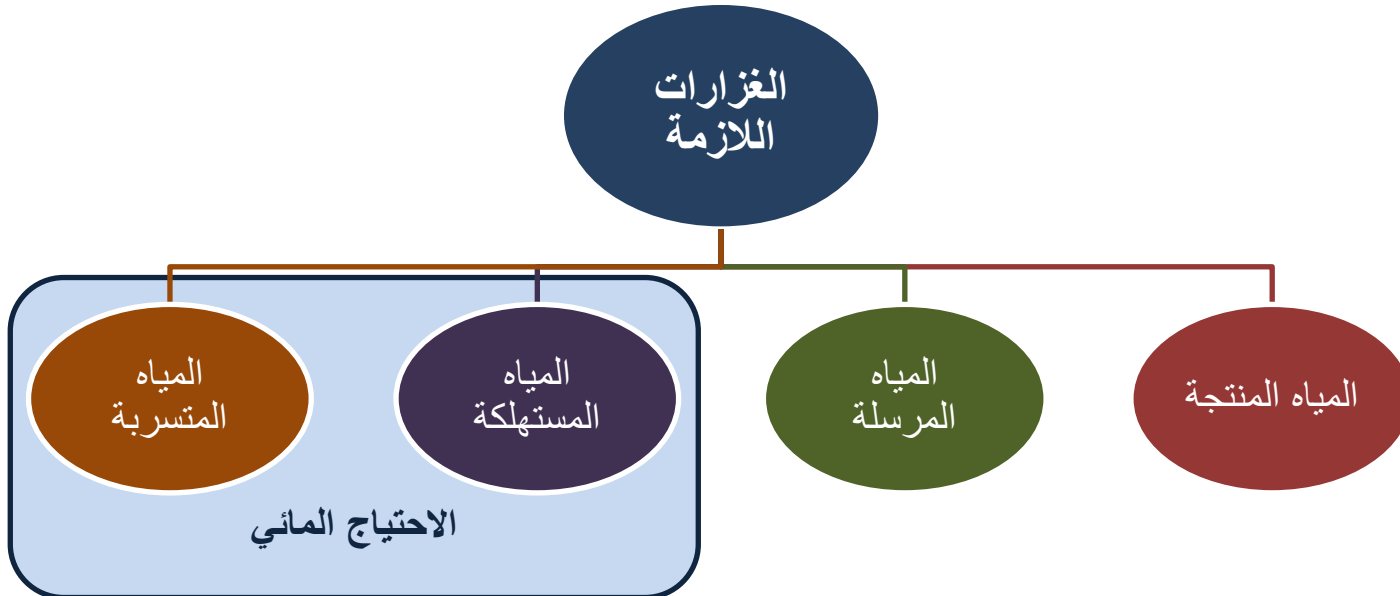 الغزارات
اللازمة
المياه المنتجة
المياه
المرسلة
المياه
المستهلكة
المياه
المتسربة
الاحتياج المائي